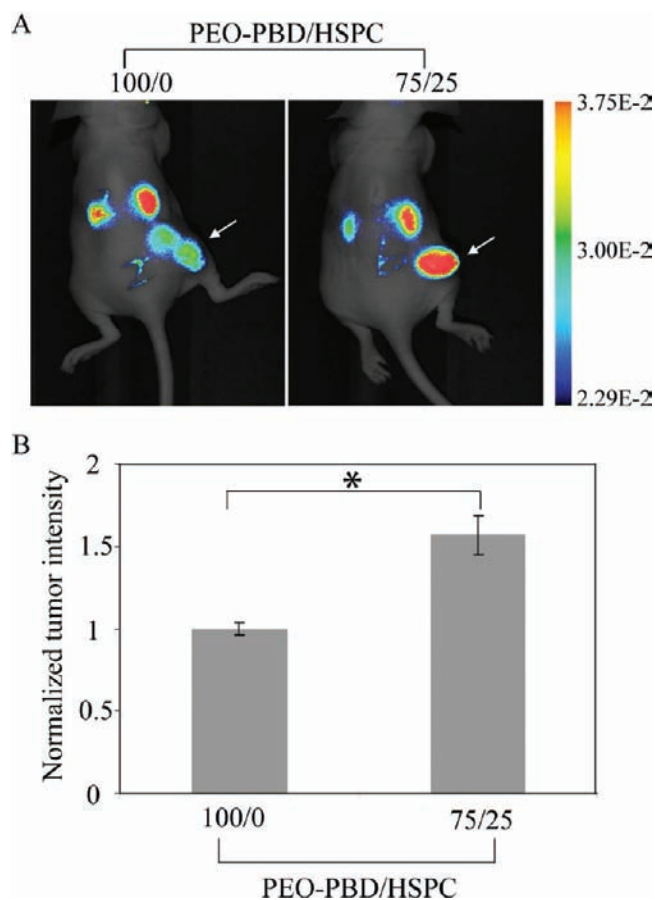 A
PEO-PBD/HSPC
100/0 75/25
3.75E-2
3.00E-2
2.29E-2
B
Normalized tumor intensity
2
1.5
1
0.5
0
*
100/0 75/25
PEO-PBD/HSPC